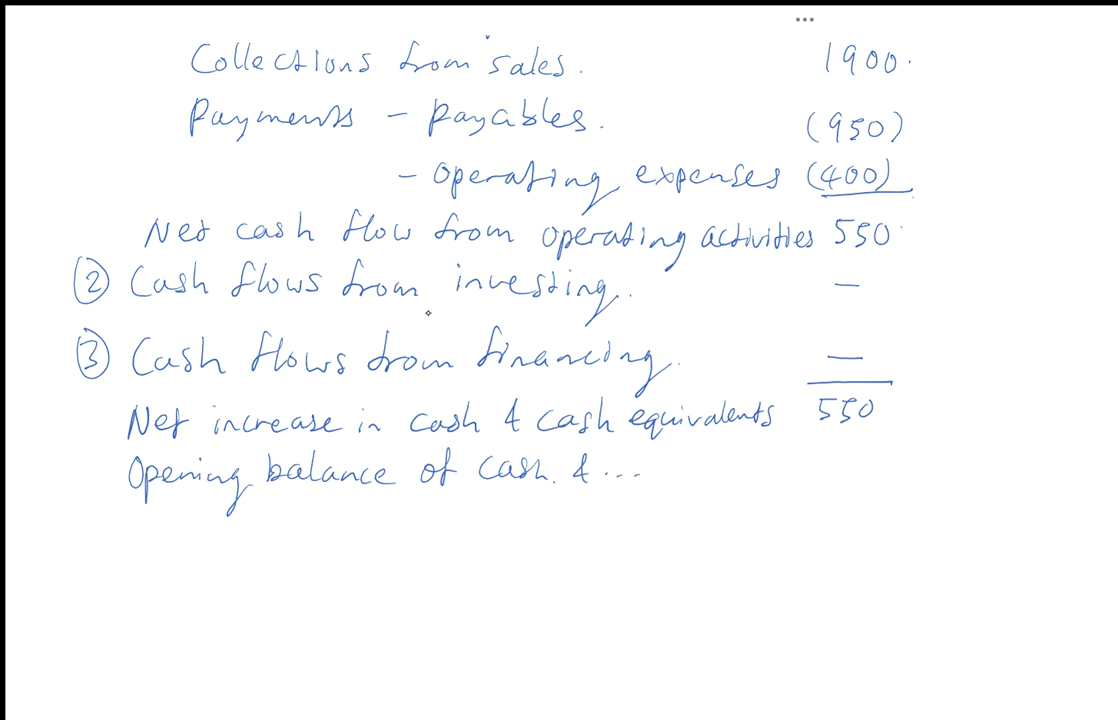 Collections from sales. 1900.
Payments - Payables. (950)
- Operating expenses (400)
Net cash flow from operating activities 550
② Cash flows from investing. —
③ Cash flows from financing. —
Net increase in cash & cash equivalents 550
Opening balance of cash. & ...